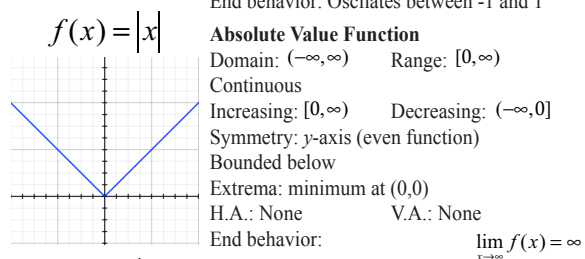 End behavior: Oscilates between -1 and 1
f(x) = |x|
Absolute Value Function
Domain: (−∞,∞) Range: [0,∞)
Continuous
Increasing: [0,∞) Decreasing: (−∞,0]
Symmetry: y-axis (even function)
Bounded below
Extrema: minimum at (0,0)
H.A.: None V.A.: None
End behavior: lim f(x) = ∞
x→∞